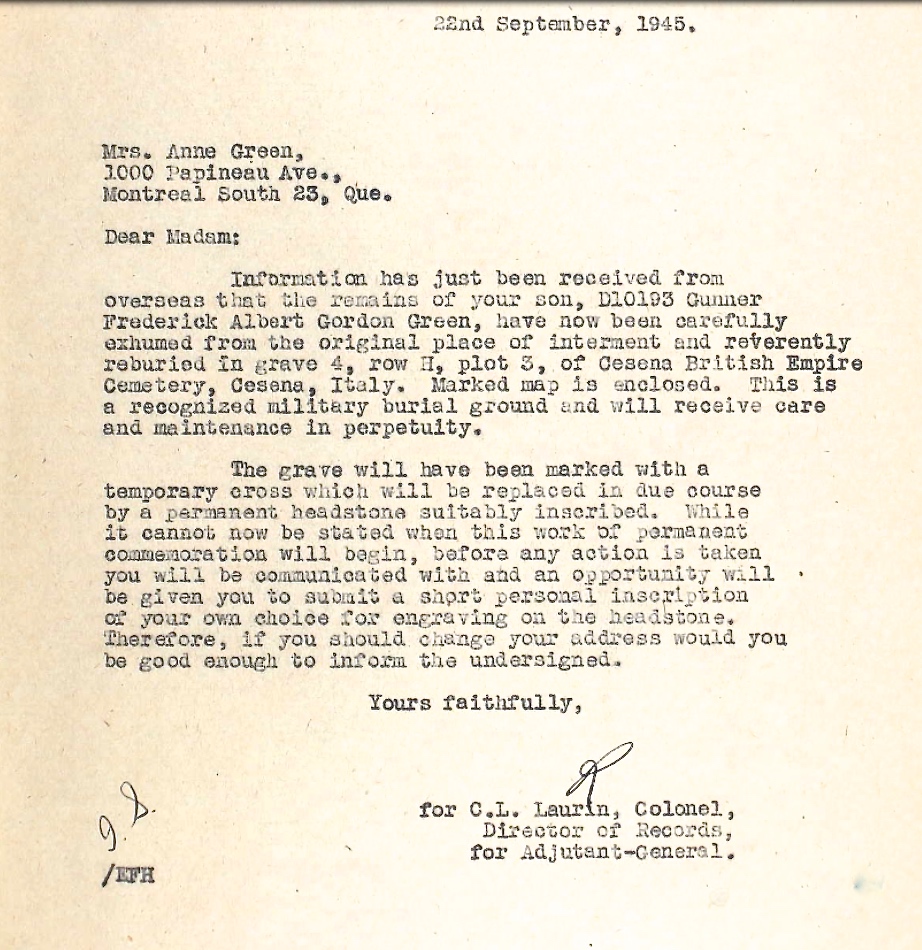 22nd September, 1945.
Mrs. Anne Green,
1000 Papineau Ave.,
Montreal South 23, Que.
Dear Madam:
Information has just been received from
overseas that the remains of your son, D10193 Gunner
Frederick Albert Gordon Green, have now been carefully
exhumed from the original place of interment and reverently
reburied in grave 4, row H, plot 3, of Cesena British Empire
Cemetery, Cesena, Italy. Marked map is enclosed. This is
a recognized military burial ground and will receive care
and maintenance in perpetuity.
The grave will have been marked with a
temporary cross which will be replaced in due course
by a permanent headstone suitably inscribed. While
it cannot now be stated when this work of permanent
commemoration will begin, before any action is taken
you will be communicated with and an opportunity will
be given you to submit a short personal inscription
of your own choice for engraving on the headstone.
Therefore, if you should change your address would you
be good enough to inform the undersigned.
Yours faithfully,
for C.L. Laurin, Colonel,
Director of Records,
for Adjutant-General.
/EFH